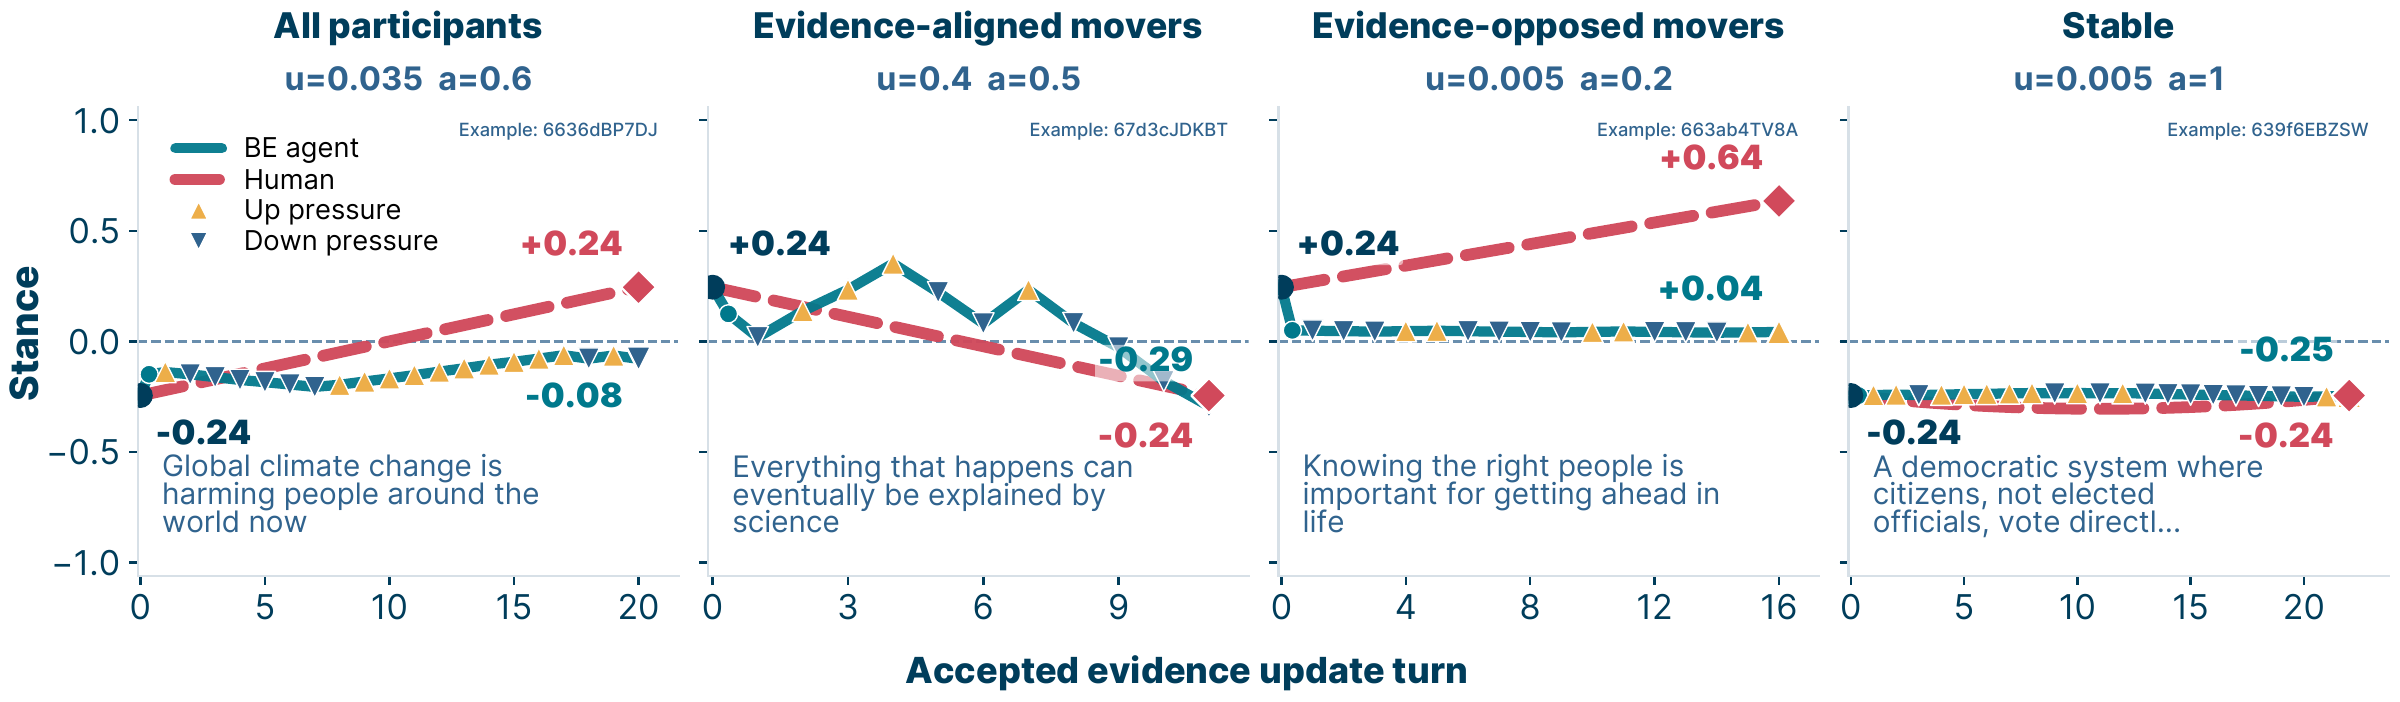 All participants
u=0.035 a=0.6
Example: 6636dBP7DJ
BE agent
Human
Up pressure
Down pressure
+0.24
-0.08
-0.24
Global climate change is
harming people around the
world now
1.0
0.5
0.0
−0.5
−1.0
0 5 10 15 20
Stance
Evidence-aligned movers
u=0.4 a=0.5
Example: 67d3cJDKBT
+0.24
-0.29
-0.24
Everything that happens can
eventually be explained by
science
0 3 6 9
Evidence-opposed movers
u=0.005 a=0.2
Example: 663ab4TV8A
+0.64
+0.24
+0.04
Knowing the right people is
important for getting ahead in
life
0 4 8 12 16
Stable
u=0.005 a=1
Example: 639f6EBZSW
-0.25
-0.24
-0.24
A democratic system where
citizens, not elected
officials, vote directl...
0 5 10 15 20
Accepted evidence update turn